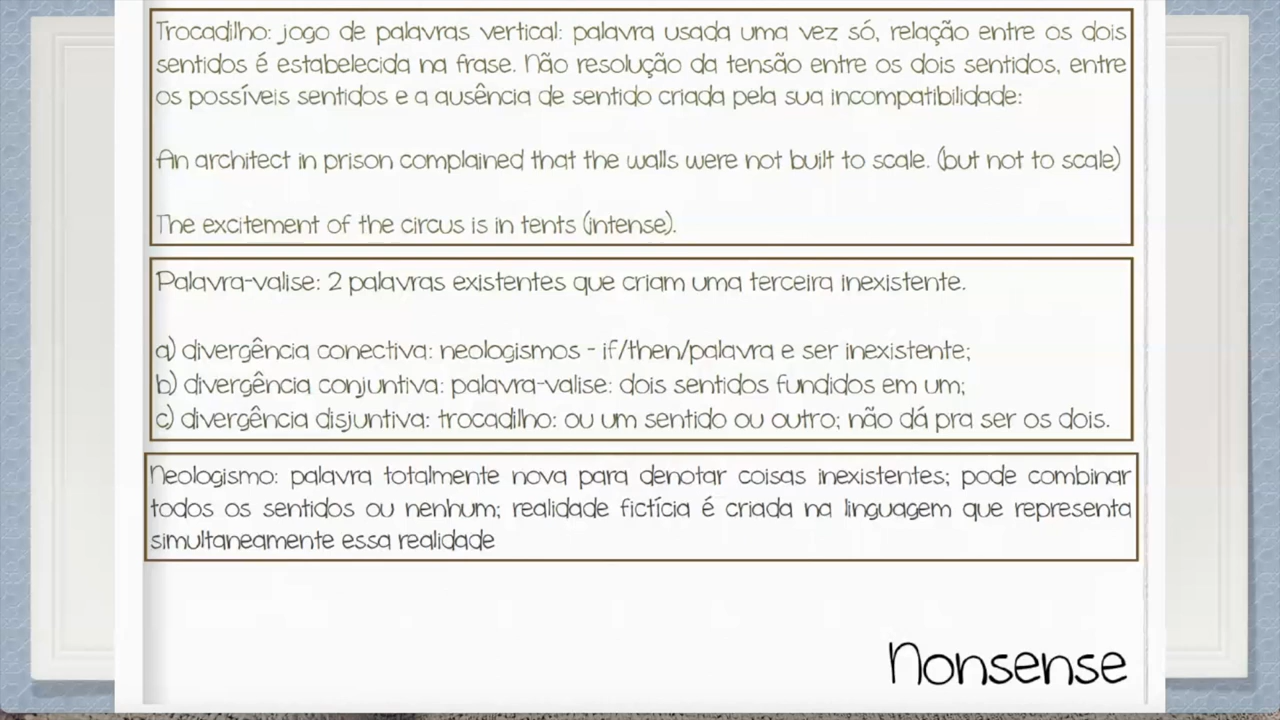 Trocadilho: jogo de palavras vertical: palavra usada uma vez só, relação entre os dois
sentidos é estabelecida na frase. Não resolução da tensão entre os dois sentidos, entre
os possíveis sentidos e a ausência de sentido criada pela sua incompatibilidade:
An architect in prison complained that the walls were not built to scale. (but not to scale)
The excitement of the circus is in tents (intense).
Palavra-valise: 2 palavras existentes que criam uma terceira inexistente.
a) divergência conectiva: neologismos - if/then/palavra e ser inexistente;
b) divergência conjuntiva: palavra-valise: dois sentidos fundidos em um;
c) divergência disjuntiva: trocadilho: ou um sentido ou outro; não dá pra ser os dois.
Neologismo: palavra totalmente nova para denotar coisas inexistentes; pode combinar
todos os sentidos ou nenhum; realidade fictícia é criada na linguagem que representa
simultaneamente essa realidade
Nonsense